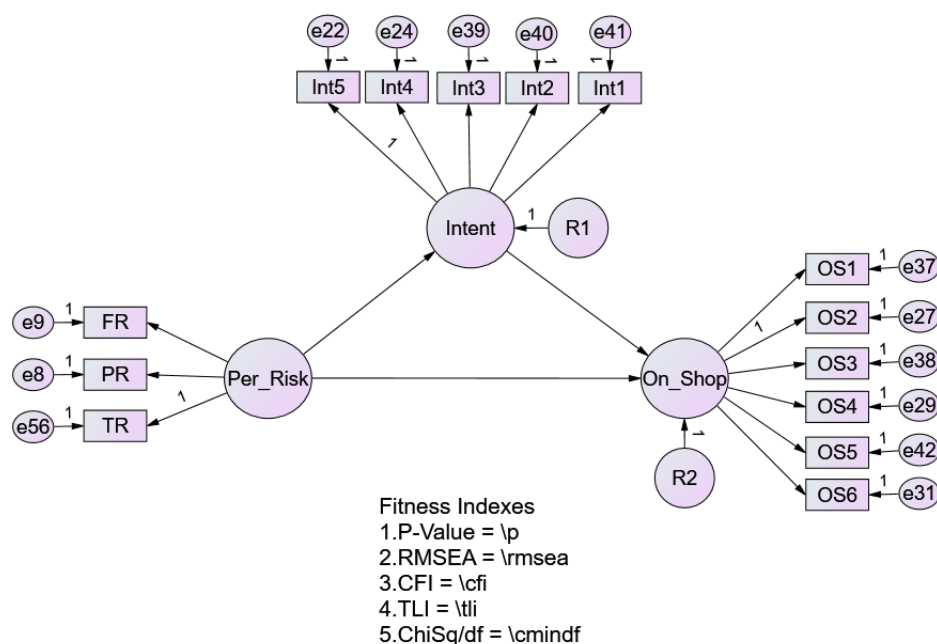 e22 e24 e39 e40 e41
1 1 1 1 1
Int5 Int4 Int3 Int2 Int1
1
Intent 1 R1
OS1 1 e37
1 OS2 1 e27
OS3 1 e38
OS4 1 e29
OS5 1 e42
OS6 1 e31
e9 1 FR
e8 1 PR
e56 1 TR
1
Per_Risk On_Shop
1
R2
Fitness Indexes
1.P-Value = \p
2.RMSEA = \rmsea
3.CFI = \cfi
4.TLI = \tli
5.ChiSq/df = \cmindf